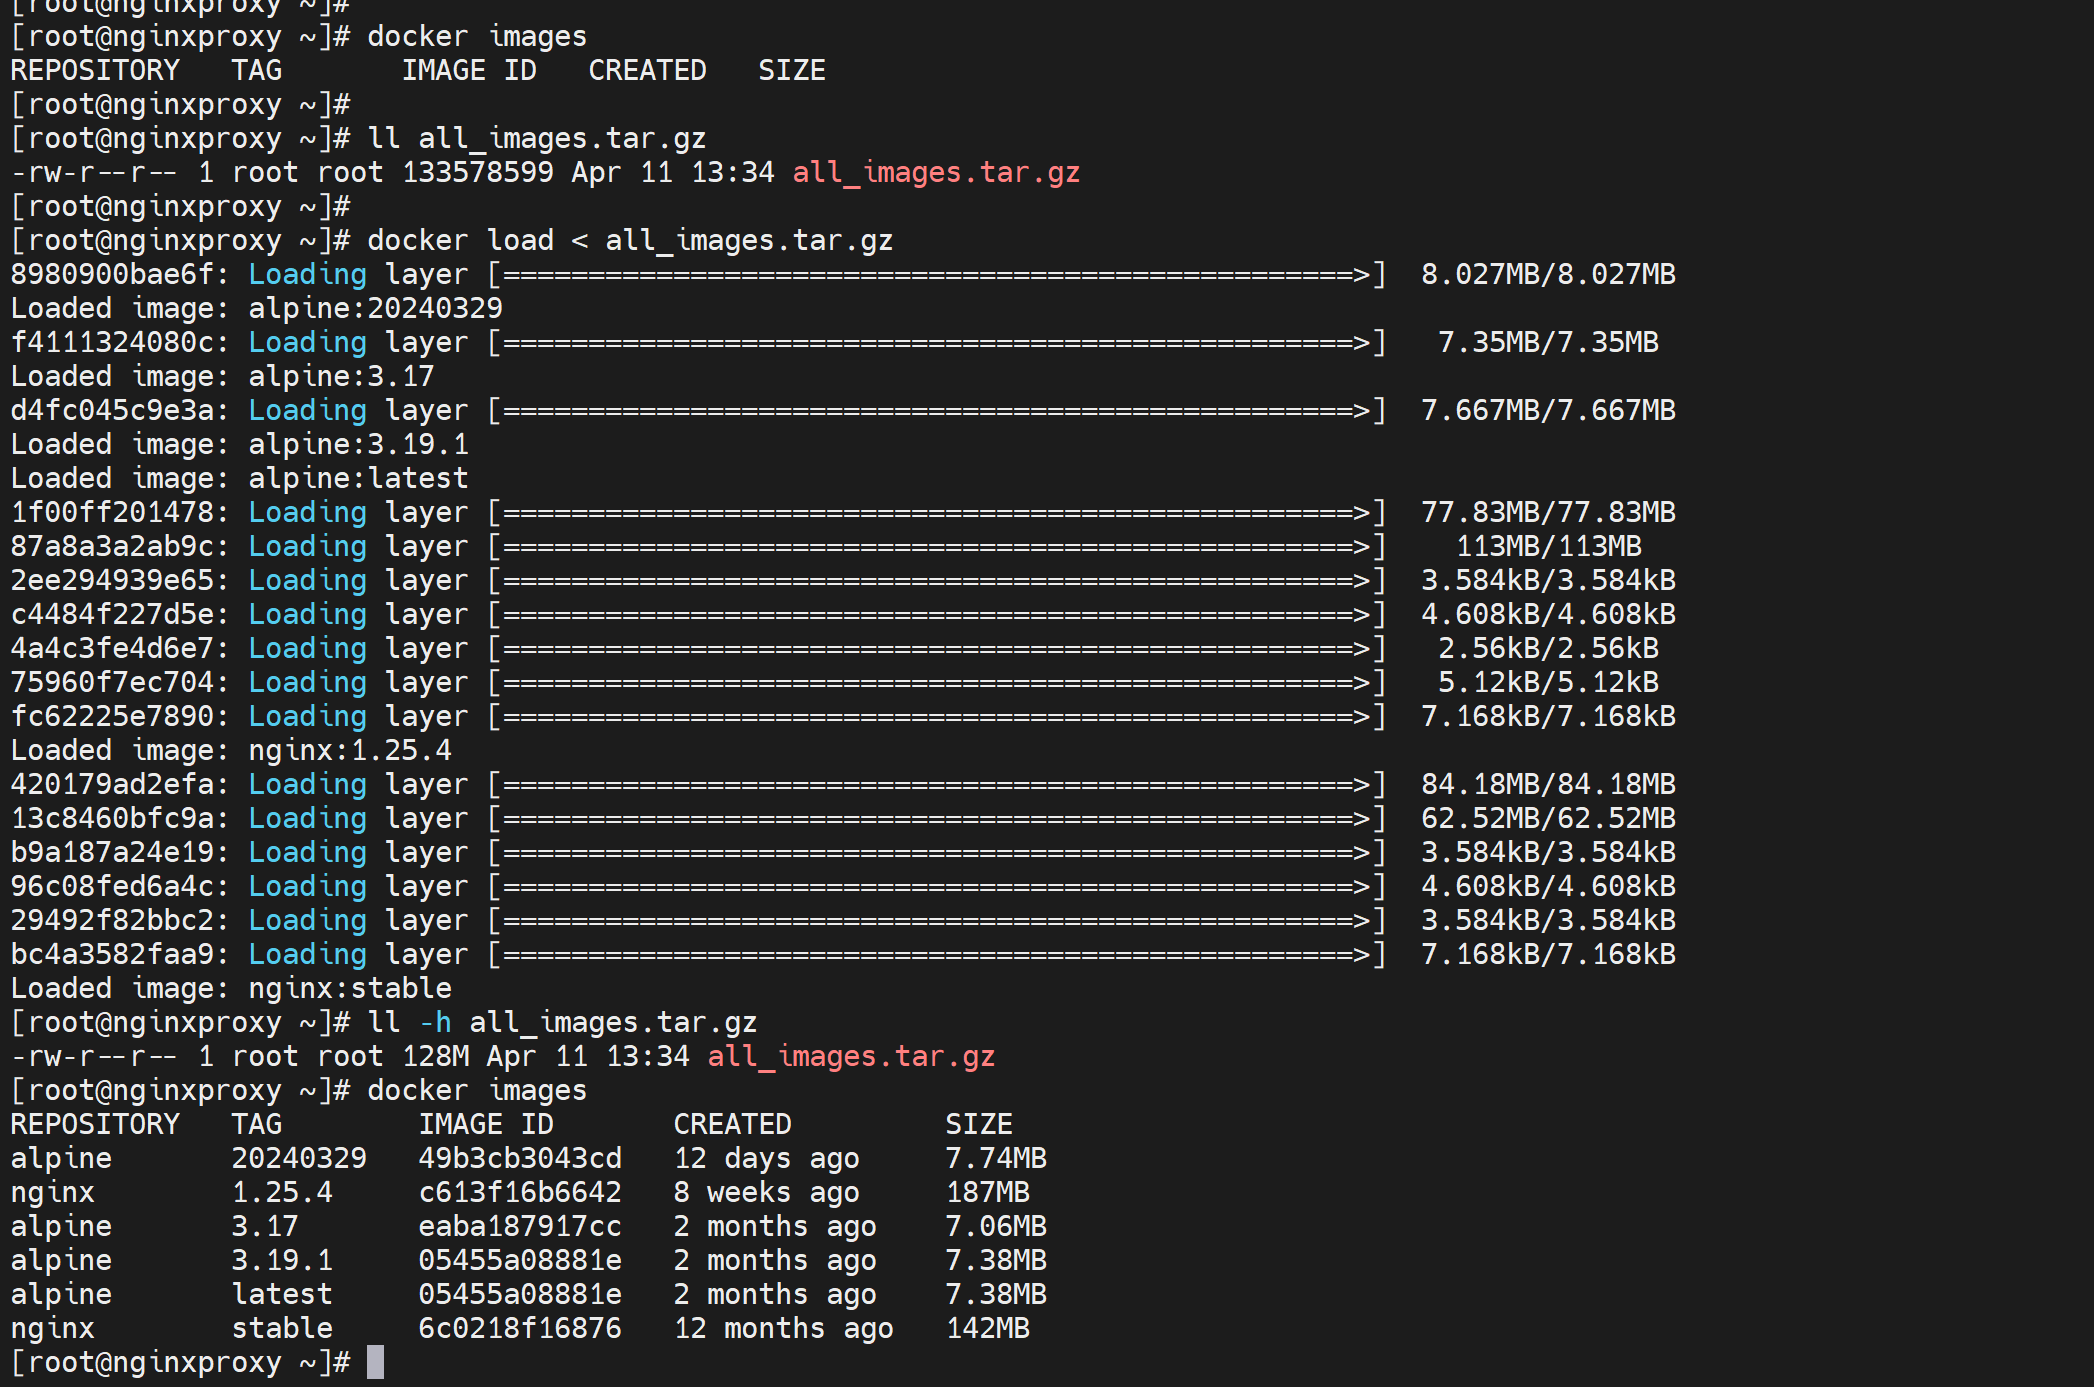 [root@nginxproxy ~]#
[root@nginxproxy ~]# docker images
REPOSITORY   TAG       IMAGE ID   CREATED   SIZE
[root@nginxproxy ~]#
[root@nginxproxy ~]# ll all_images.tar.gz
-rw-r--r-- 1 root root 133578599 Apr 11 13:34 all_images.tar.gz
[root@nginxproxy ~]#
[root@nginxproxy ~]# docker load < all_images.tar.gz
8980900bae6f: Loading layer [==================================================>]  8.027MB/8.027MB
Loaded image: alpine:20240329
f4111324080c: Loading layer [==================================================>]   7.35MB/7.35MB
Loaded image: alpine:3.17
d4fc045c9e3a: Loading layer [==================================================>]  7.667MB/7.667MB
Loaded image: alpine:3.19.1
Loaded image: alpine:latest
1f00ff201478: Loading layer [==================================================>]  77.83MB/77.83MB
87a8a3a2ab9c: Loading layer [==================================================>]    113MB/113MB
2ee294939e65: Loading layer [==================================================>]  3.584kB/3.584kB
c4484f227d5e: Loading layer [==================================================>]  4.608kB/4.608kB
4a4c3fe4d6e7: Loading layer [==================================================>]   2.56kB/2.56kB
75960f7ec704: Loading layer [==================================================>]   5.12kB/5.12kB
fc62225e7890: Loading layer [==================================================>]  7.168kB/7.168kB
Loaded image: nginx:1.25.4
420179ad2efa: Loading layer [==================================================>]  84.18MB/84.18MB
13c8460bfc9a: Loading layer [==================================================>]  62.52MB/62.52MB
b9a187a24e19: Loading layer [==================================================>]  3.584kB/3.584kB
96c08fed6a4c: Loading layer [==================================================>]  4.608kB/4.608kB
29492f82bbc2: Loading layer [==================================================>]  3.584kB/3.584kB
bc4a3582faa9: Loading layer [==================================================>]  7.168kB/7.168kB
Loaded image: nginx:stable
[root@nginxproxy ~]# ll -h all_images.tar.gz
-rw-r--r-- 1 root root 128M Apr 11 13:34 all_images.tar.gz
[root@nginxproxy ~]# docker images
REPOSITORY   TAG        IMAGE ID       CREATED         SIZE
alpine       20240329   49b3cb3043cd   12 days ago     7.74MB
nginx        1.25.4     c613f16b6642   8 weeks ago     187MB
alpine       3.17       eaba187917cc   2 months ago    7.06MB
alpine       3.19.1     05455a08881e   2 months ago    7.38MB
alpine       latest     05455a08881e   2 months ago    7.38MB
nginx        stable     6c0218f16876   12 months ago   142MB
[root@nginxproxy ~]#